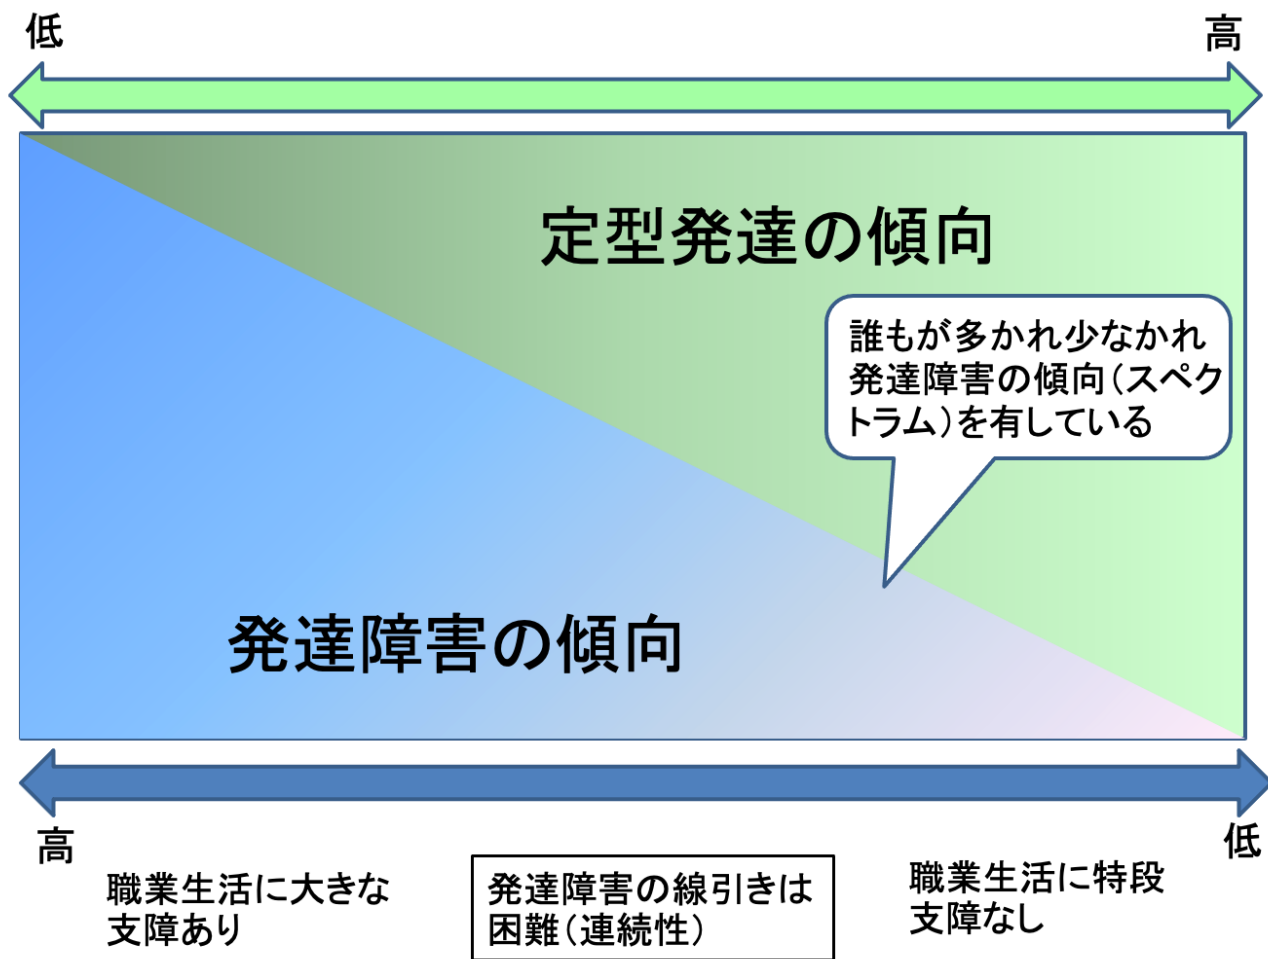 低
高
定型発達の傾向
誰もが多かれ少なかれ
発達障害の傾向（スペク
トラム）を有している
発達障害の傾向
高
低
職業生活に大きな
支障あり
発達障害の線引きは
困難（連続性）
職業生活に特段
支障なし